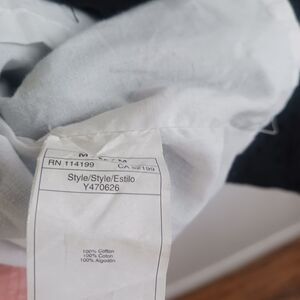 RN 114199
Style/Style/Estilo
Y470626
100% Cotton
100% Coton
100% Algodón